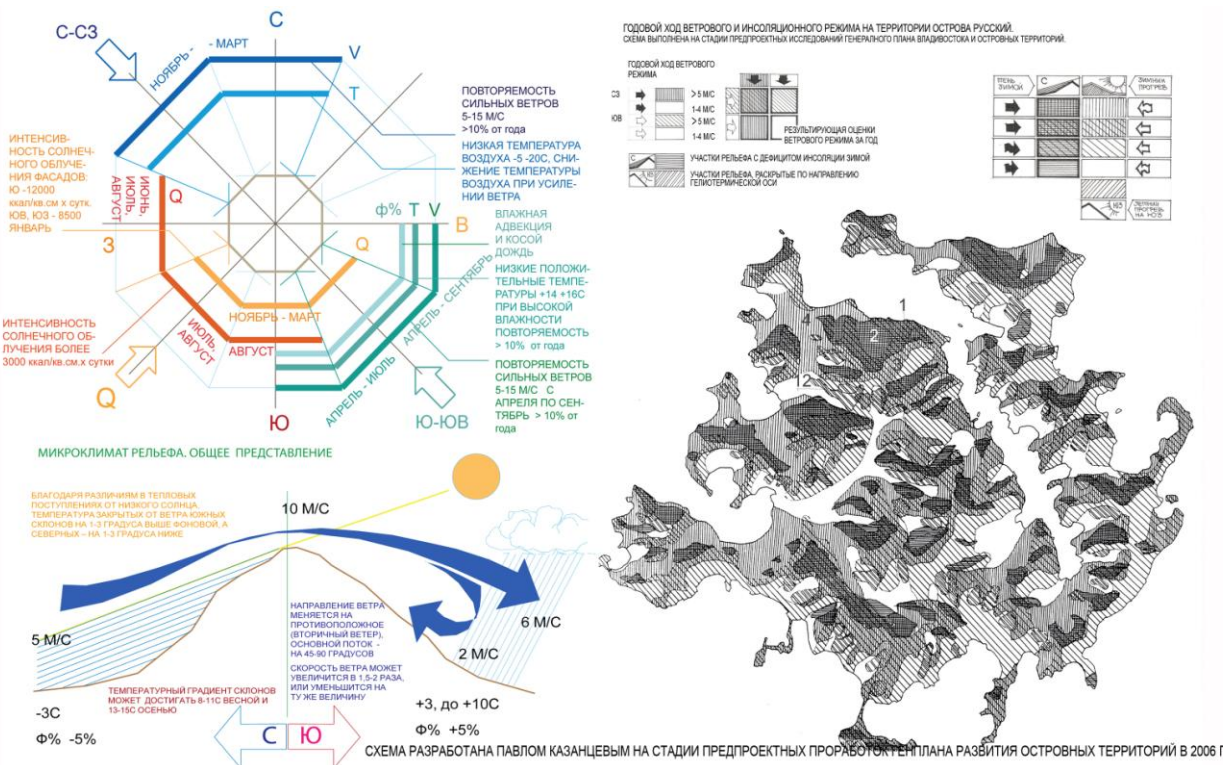 С
С-СЗ
НОЯБРЬ -
- МАРТ
V
T
ПОВТОРЯЕМОСТЬ
СИЛЬНЫХ ВЕТРОВ
5-15 М/С
>10% от года
НИЗКАЯ ТЕМПЕРАТУРА
ВОЗДУХА -5 -20С, СНИ-
ЖЕНИЕ ТЕМПЕРАТУРЫ
ВОЗДУХА ПРИ УСИЛЕ-
НИИ ВЕТРА
ИНТЕНСИВ-
НОСТЬ СОЛНЕЧ-
НОГО ОБЛУЧЕ-
НИЯ ФАСАДОВ:
Ю -12000
ккал/кв.см х сутк.
ЮВ, ЮЗ - 8500
ЯНВАРЬ
ИЮНЬ,
ИЮЛЬ,
АВГУСТ
Q
З
ф% T V
В
Q
ВЛАЖНАЯ
АДВЕКЦИЯ
И КОСОЙ
ДОЖДЬ
НИЗКИЕ ПОЛОЖИ-
ТЕЛЬНЫЕ ТЕМПЕ-
РАТУРЫ +14 +16С
ПРИ ВЫСОКОЙ
ВЛАЖНОСТИ
ПОВТОРЯЕМОСТЬ
> 10% от года
АПРЕЛЬ - СЕНТЯБРЬ
НОЯБРЬ - МАРТ
ИЮЛЬ,
АВГУСТ
АВГУСТ
АПРЕЛЬ - ИЮЛЬ
ИНТЕНСИВНОСТЬ
СОЛНЕЧНОГО ОБ-
ЛУЧЕНИЯ БОЛЕЕ
3000 ккал/кв.см.х сутки
ПОВТОРЯЕМОСТЬ
СИЛЬНЫХ ВЕТРОВ
5-15 М/С С
АПРЕЛЯ ПО СЕН-
ТЯБРЬ > 10% от
года
Q
Ю
Ю-ЮВ
МИКРОКЛИМАТ РЕЛЬЕФА. ОБЩЕЕ ПРЕДСТАВЛЕНИЕ
БЛАГОДАРЯ РАЗЛИЧИЯМ В ТЕПЛОВЫХ
ПОСТУПЛЕНИЯХ ОТ НИЗКОГО СОЛНЦА,
ТЕМПЕРАТУРА ЗАКРЫТЫХ ОТ ВЕТРА ЮЖНЫХ
СКЛОНОВ НА 1-3 ГРАДУСА ВЫШЕ ФОНОВОЙ, А
СЕВЕРНЫХ – НА 1-3 ГРАДУСА НИЖЕ
10 М/С
5 М/С
6 М/С
2 М/С
НАПРАВЛЕНИЕ ВЕТРА
МЕНЯЕТСЯ НА
ПРОТИВОПОЛОЖНОЕ
(ВТОРИЧНЫЙ ВЕТЕР),
ОСНОВНОЙ ПОТОК -
НА 45-90 ГРАДУСОВ
СКОРОСТЬ ВЕТРА МОЖЕТ
УВЕЛИЧИТСЯ В 1,5-2 РАЗА,
ИЛИ УМЕНЬШИТСЯ НА
ТУ ЖЕ ВЕЛИЧИНУ
ТЕМПЕРАТУРНЫЙ ГРАДИЕНТ СКЛОНОВ
МОЖЕТ ДОСТИГАТЬ 8-11С ВЕСНОЙ И
13-15С ОСЕНЬЮ
-3С
Ф% -5%
С Ю
+3, до +10С
Ф% +5%
ГОДОВОЙ ХОД ВЕТРОВОГО И ИНСОЛЯЦИОННОГО РЕЖИМА НА ТЕРРИТОРИИ ОСТРОВА РУССКИЙ.
СХЕМА ВЫПОЛНЕНА НА СТАДИИ ПРЕДПРОЕКТНЫХ ИССЛЕДОВАНИЙ ГЕНЕРАЛНОГО ПЛАНА ВЛАДИВОСТОКА И ОСТРОВНЫХ ТЕРРИТОРИЙ.
ГОДОВОЙ ХОД ВЕТРОВОГО
РЕЖИМА
СЗ
> 5 М/С
1-4 М/С
ЮВ
> 5 М/С
1-4 М/С
РЕЗУЛЬТИРУЮЩАЯ ОЦЕНКИ
ВЕТРОВОГО РЕЖИМА ЗА ГОД
С
УЧАСТКИ РЕЛЬЕФА С ДЕФИЦИТОМ ИНСОЛЯЦИИ ЗИМОЙ
УЧАСТКИ РЕЛЬЕФА, РАСКРЫТЫЕ ПО НАПРАВЛЕНИЮ
ГЕЛИОТЕРМИЧЕСКОЙ ОСИ
ТЕНЬ
ЗИМОЙ
С
ЗИМНИЙ
ПРОГРЕВ
ПРОГРЕВ
НА ЮЗ
1
4
2
2
СХЕМА РАЗРАБОТАНА ПАВЛОМ КАЗАНЦЕВЫМ НА СТАДИИ ПРЕДПРОЕКТНЫХ ПРОРАБОТОК ГЕНПЛАНА РАЗВИТИЯ ОСТРОВНЫХ ТЕРРИТОРИЙ В 2006 Г